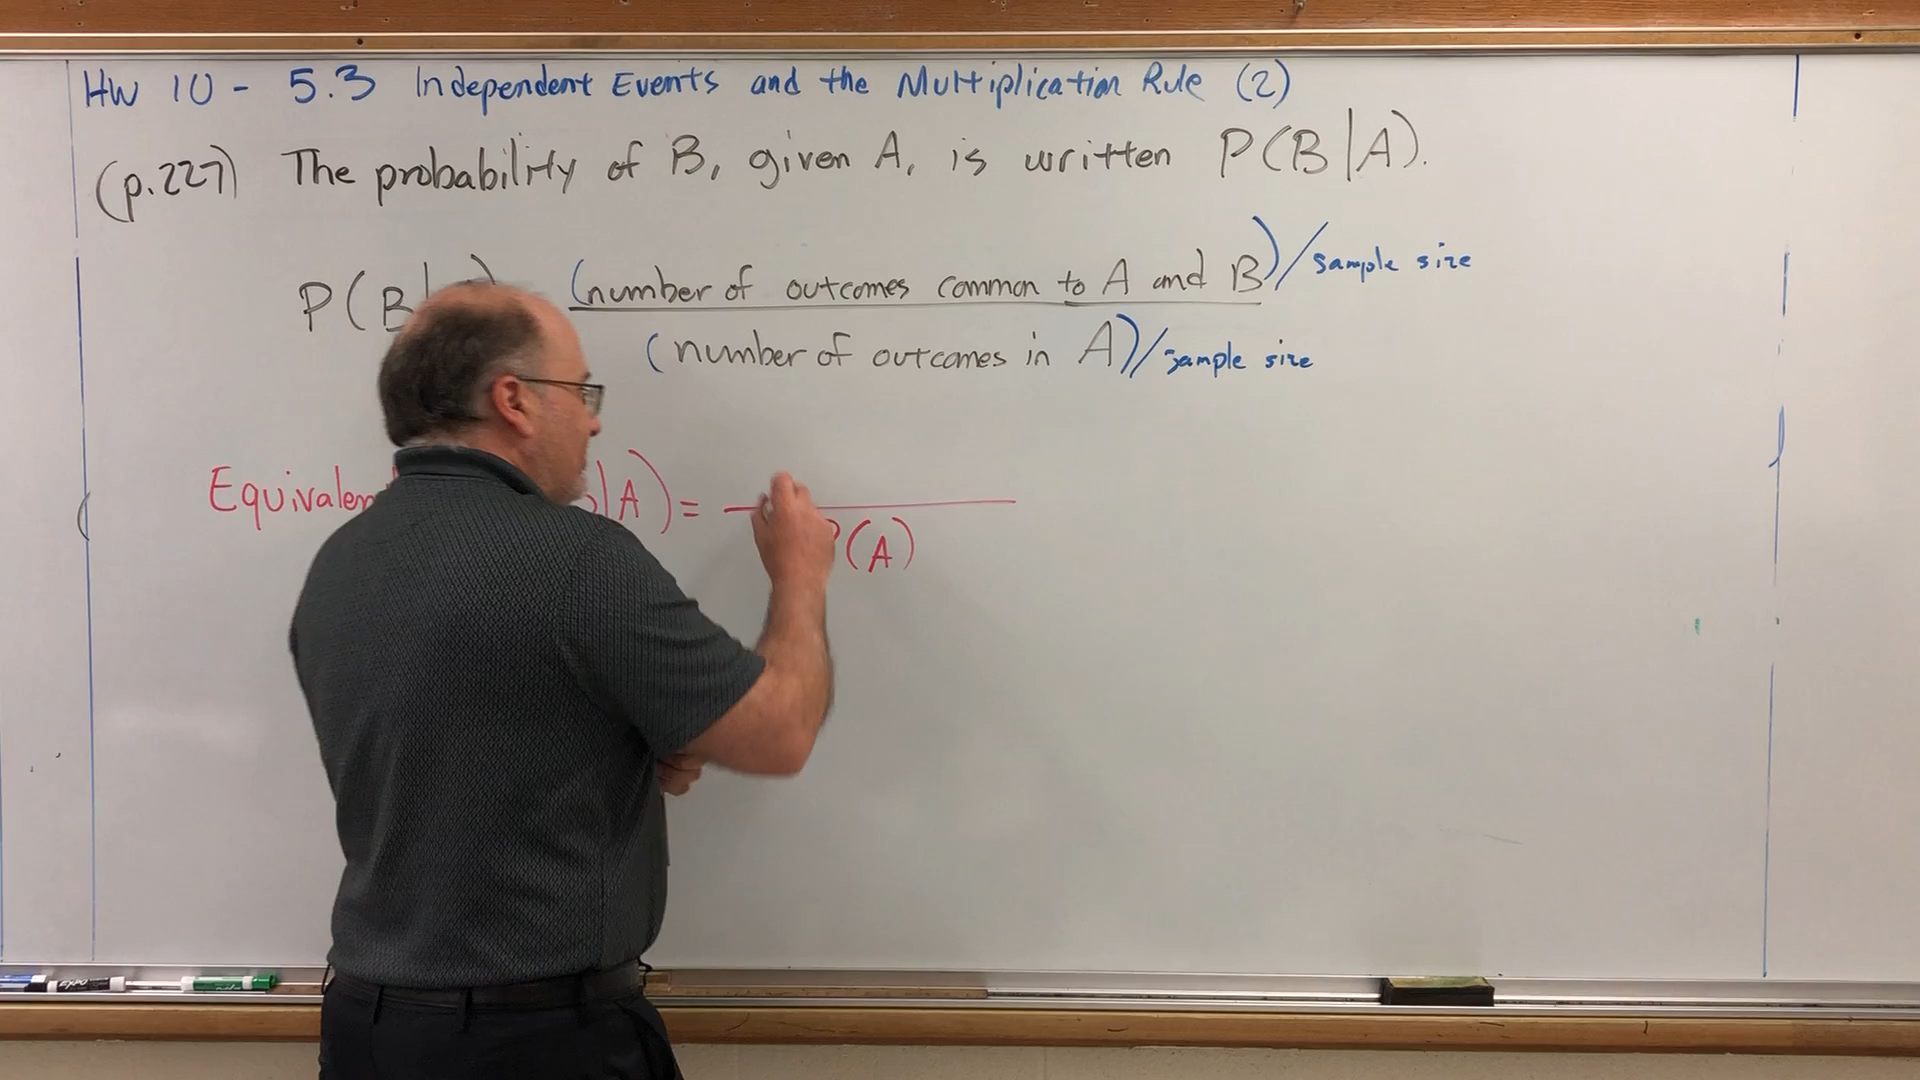 HW 10 - 5.3 Independent Events and the Multiplication Rule (2)
(p.227) The probability of B, given A, is written P(B|A).
P(B| ) (number of outcomes common to A and B)/sample size
(number of outcomes in A)/sample size
|A) =
(A)
EXPO